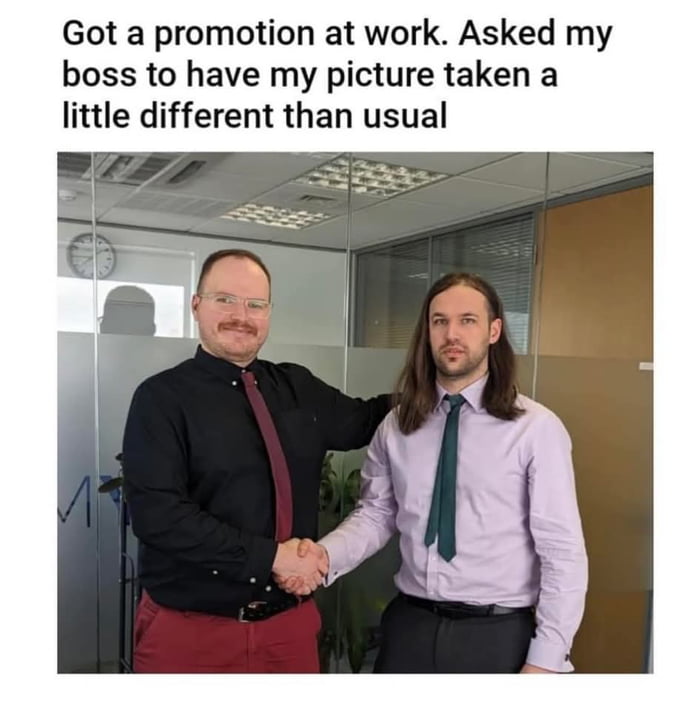 Got a promotion at work. Asked my
boss to have my picture taken a
little different than usual